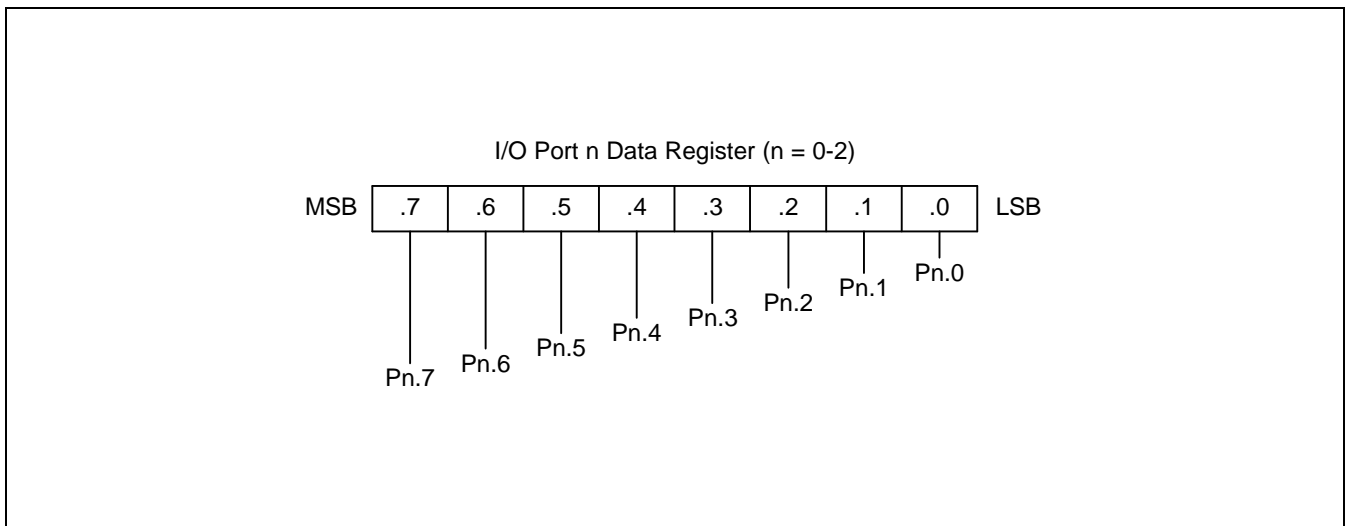 I/O Port n Data Register (n = 0-2)
MSB .7 .6 .5 .4 .3 .2 .1 .0 LSB
Pn.7 Pn.6 Pn.5 Pn.4 Pn.3 Pn.2 Pn.1 Pn.0